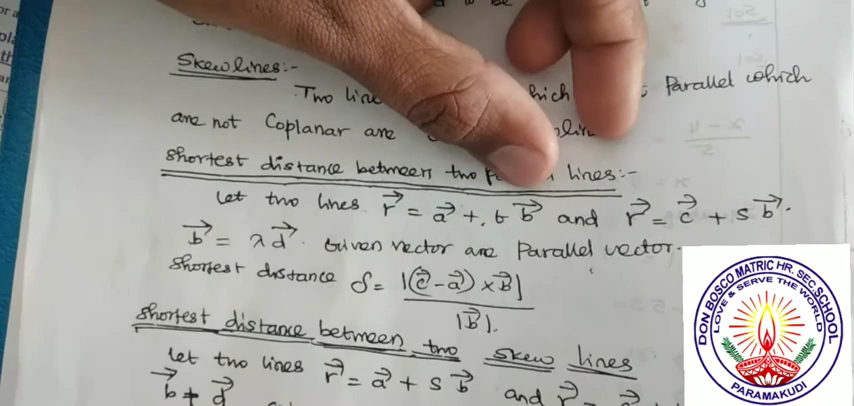 Skew lines:-
Two line which Parallel which
are not Coplanar are
Shortest distance between two lines:-
Let two lines r⃗ = a⃗ + t b⃗ and r⃗ = c⃗ + s b⃗.
b⃗ = λ d⃗. Given vector are Parallel vector.
Shortest distance δ = |(c⃗ - a⃗) × b⃗| / |b⃗|.
Shortest distance between two skew lines
Let two lines r⃗ = a⃗ + s b⃗ and r⃗ =
b⃗ ≠ d⃗
DON BOSCO MATRIC HR. SEC. SCHOOL
LOVE & SERVE THE WORLD
PARAMAKUDI